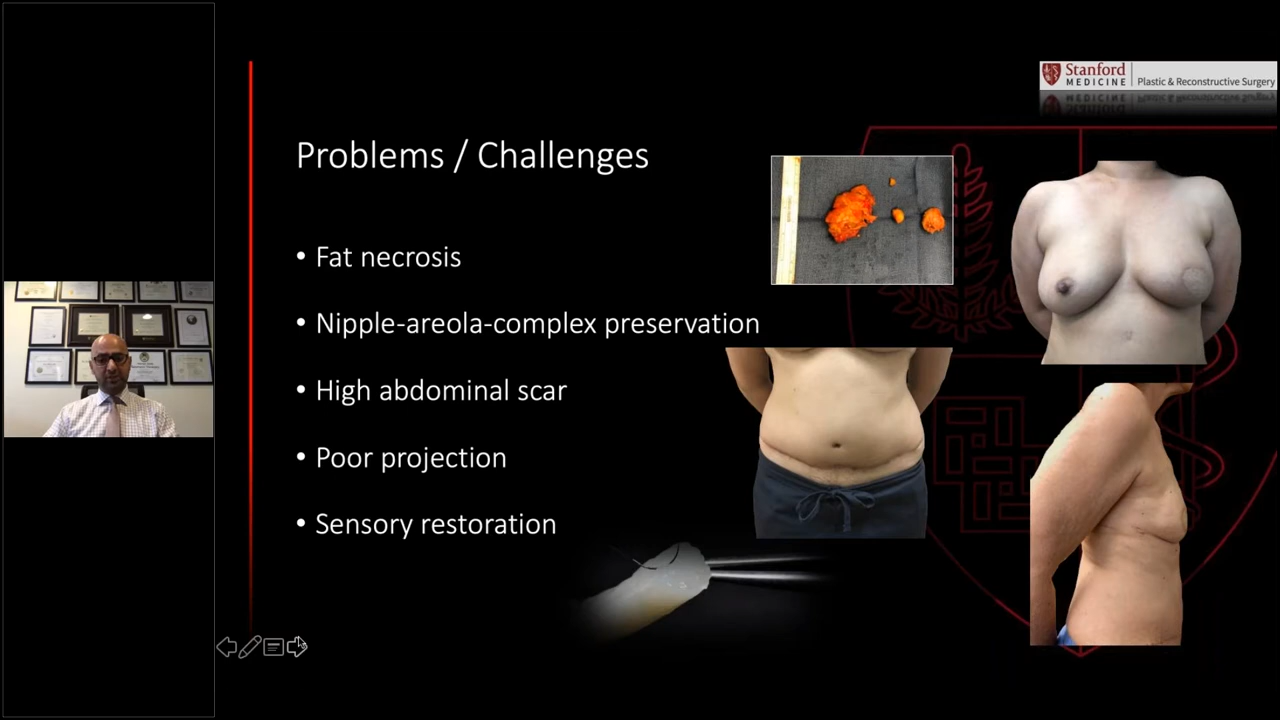 Stanford
MEDICINE
Plastic & Reconstructive Surgery
Problems / Challenges
• Fat necrosis
• Nipple-areola-complex preservation
• High abdominal scar
• Poor projection
• Sensory restoration